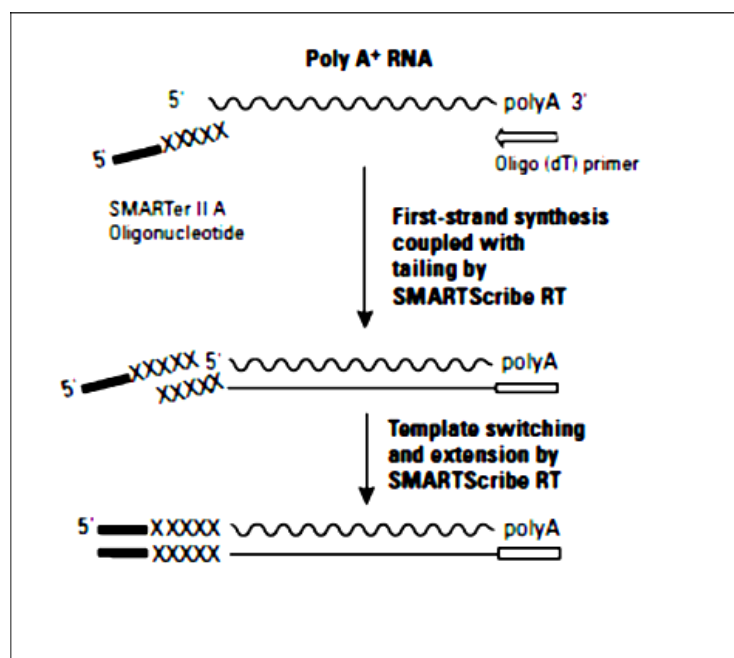 Poly A+ RNA
5' polyA 3'
5' XXXXX
Oligo (dT) primer
SMARTer II A
Oligonucleotide
First-strand synthesis
coupled with
tailing by
SMARTScribe RT
5' XXXXX 5' polyA
XXXXX
Template switching
and extension by
SMARTScribe RT
5' XXXXX polyA
XXXXX